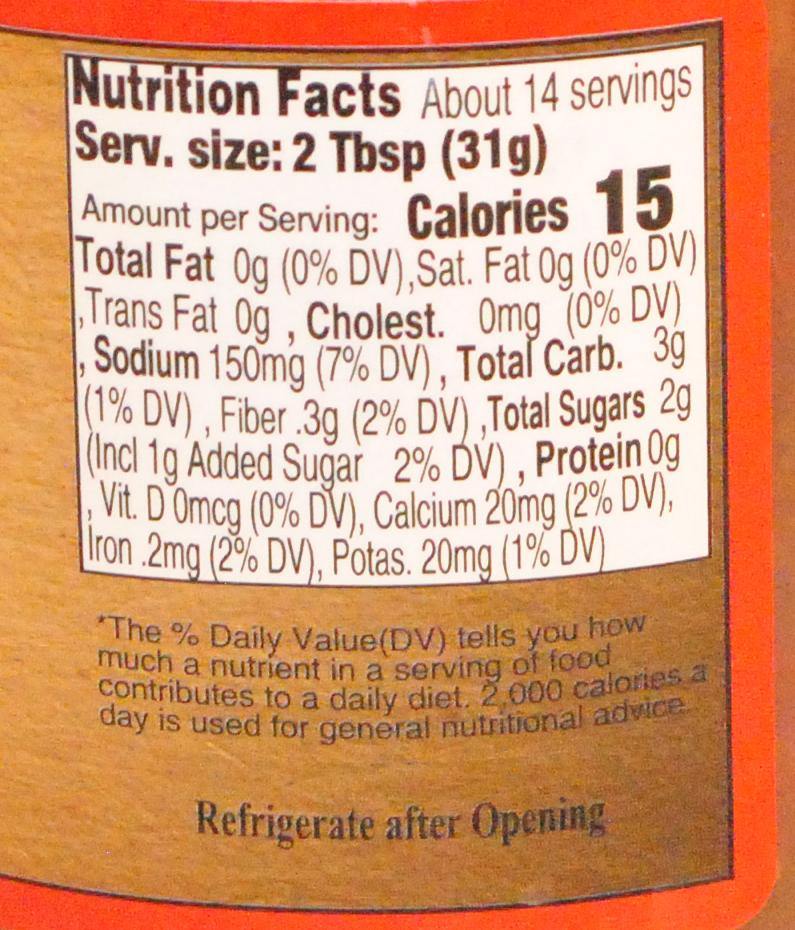 Nutrition Facts About 14 servings
Serv. size: 2 Tbsp (31g)
Amount per Serving: Calories 15
Total Fat 0g (0% DV),Sat. Fat 0g (0% DV)
,Trans Fat 0g , Cholest. 0mg (0% DV)
, Sodium 150mg (7% DV) , Total Carb. 3g
(1% DV) , Fiber .3g (2% DV) ,Total Sugars 2g
(Incl 1g Added Sugar 2% DV) , Protein 0g
, Vit. D 0mcg (0% DV), Calcium 20mg (2% DV),
Iron .2mg (2% DV), Potas. 20mg (1% DV)
*The % Daily Value(DV) tells you how
much a nutrient in a serving of food
contributes to a daily diet. 2,000 calories a
day is used for general nutritional advice.
Refrigerate after Opening